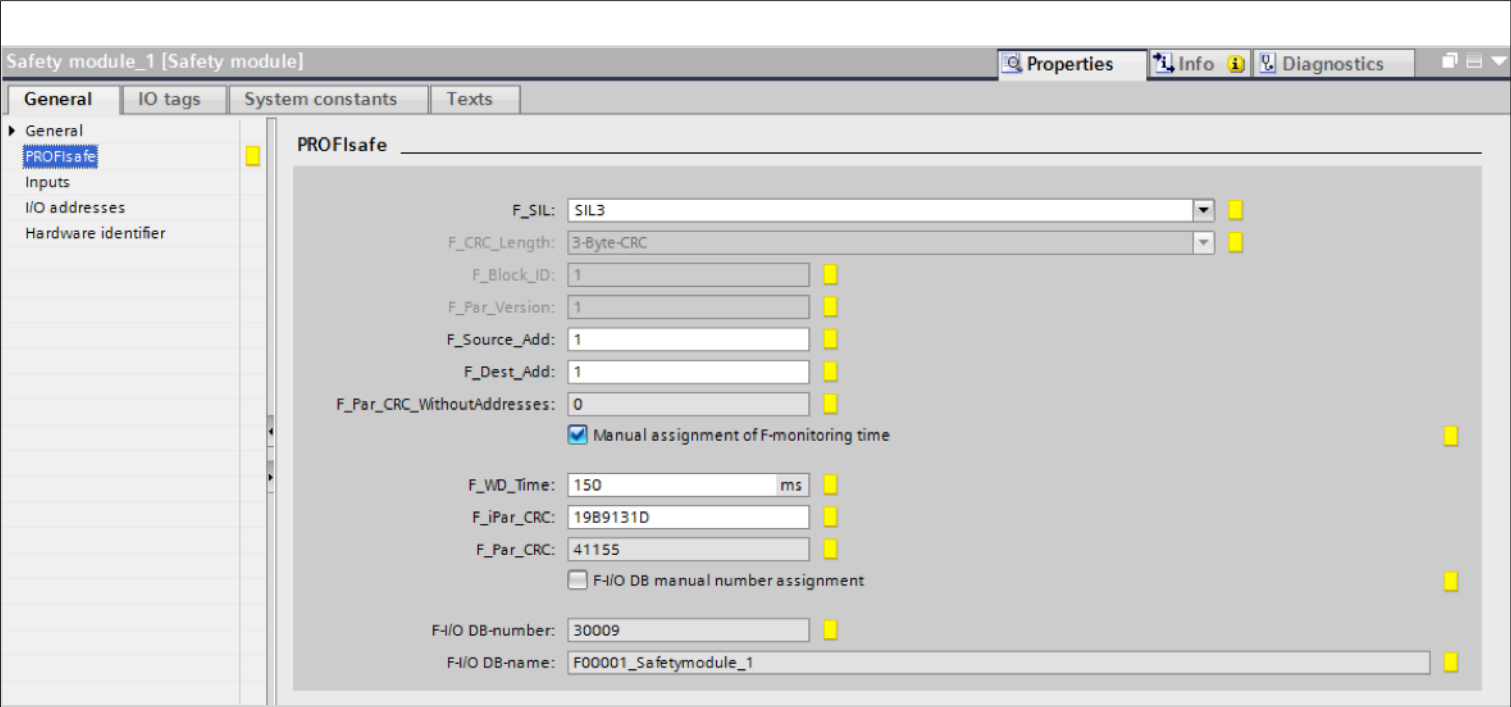 Safety module_1 [Safety module]
Properties Info Diagnostics
General IO tags System constants Texts
General
PROFIsafe
Inputs
I/O addresses
Hardware identifier
PROFIsafe
F_SIL: SIL3
F_CRC_Length: 3-Byte-CRC
F_Block_ID: 1
F_Par_Version: 1
F_Source_Add: 1
F_Dest_Add: 1
F_Par_CRC_WithoutAddresses: 0
Manual assignment of F-monitoring time
F_WD_Time: 150 ms
F_iPar_CRC: 19B9131D
F_Par_CRC: 41155
F-I/O DB manual number assignment
F-I/O DB-number: 30009
F-I/O DB-name: F00001_Safetymodule_1